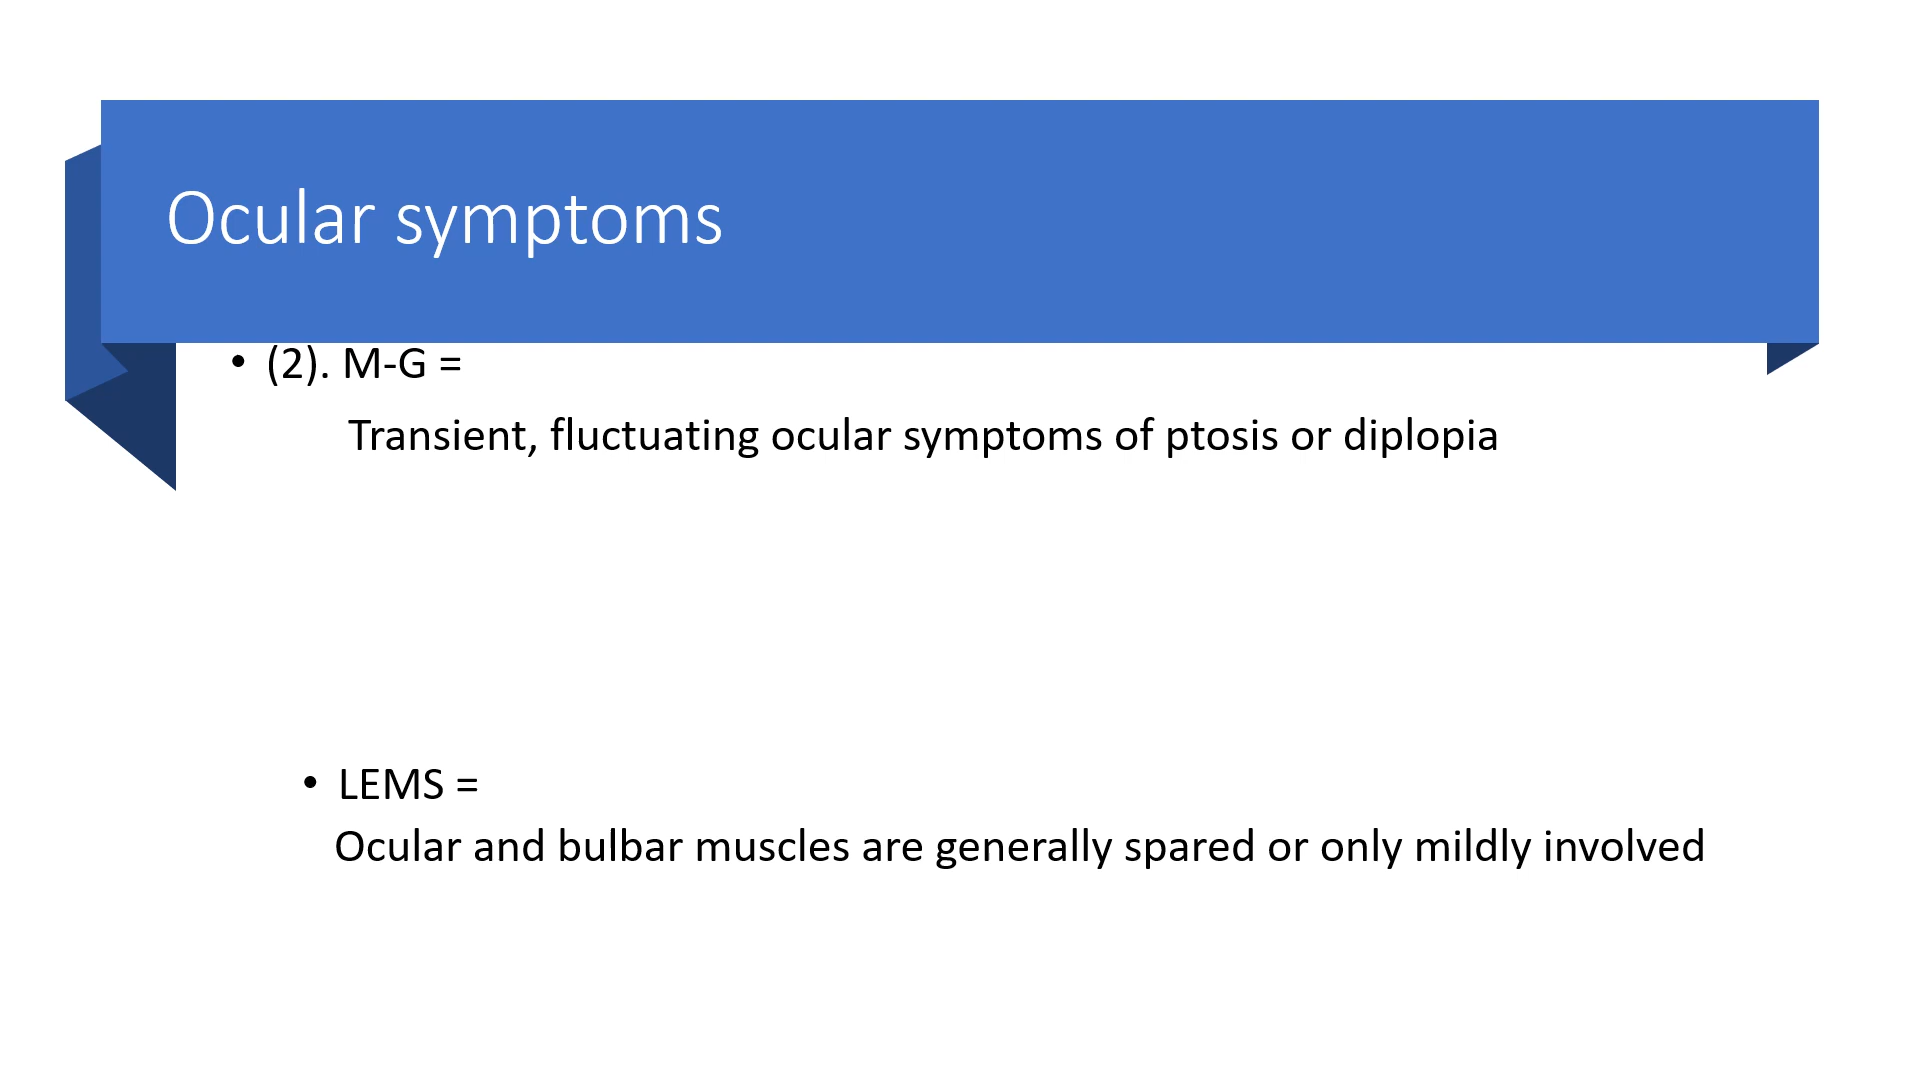 Ocular symptoms
• (2). M-G =
Transient, fluctuating ocular symptoms of ptosis or diplopia
• LEMS =
Ocular and bulbar muscles are generally spared or only mildly involved